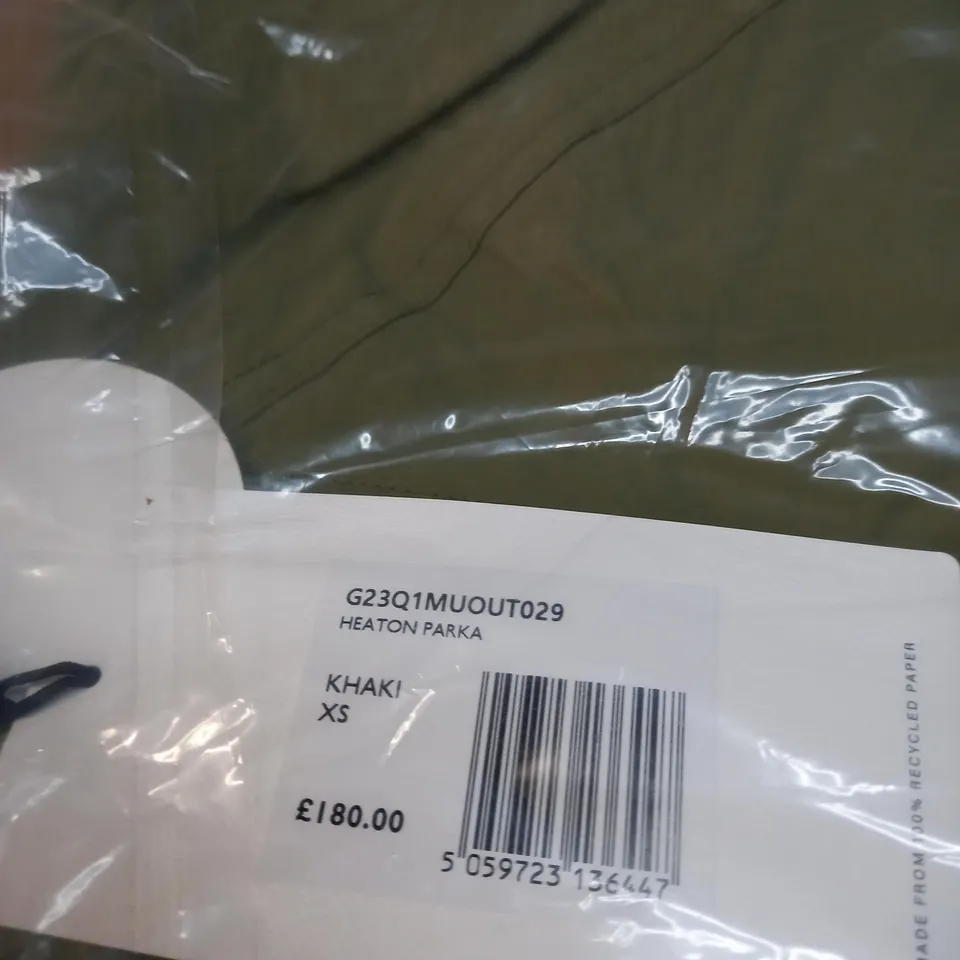 G23Q1MUOUT029
HEATON PARKA
KHAKI
XS
£180.00
5 059723 136447
MADE FROM 100% RECYCLED PAPER